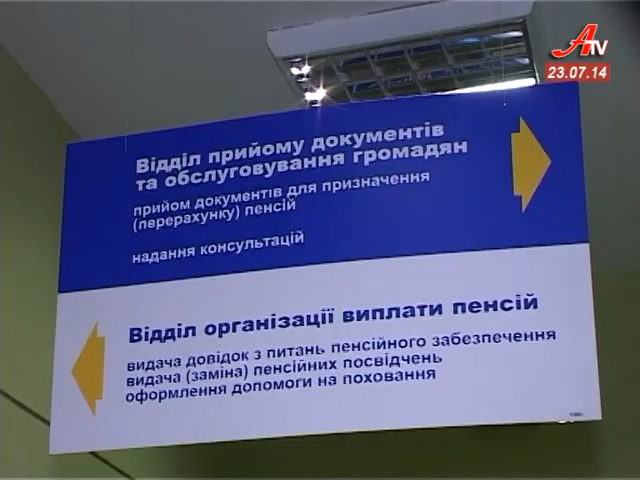 ATV
23.07.14
Відділ прийому документів
та обслуговування громадян
прийом документів для призначення
(перерахунку) пенсій
надання консультацій
Відділ організації виплати пенсій
видача довідок з питань пенсійного забезпечення
видача (заміна) пенсійних посвідчень
оформлення допомоги на поховання